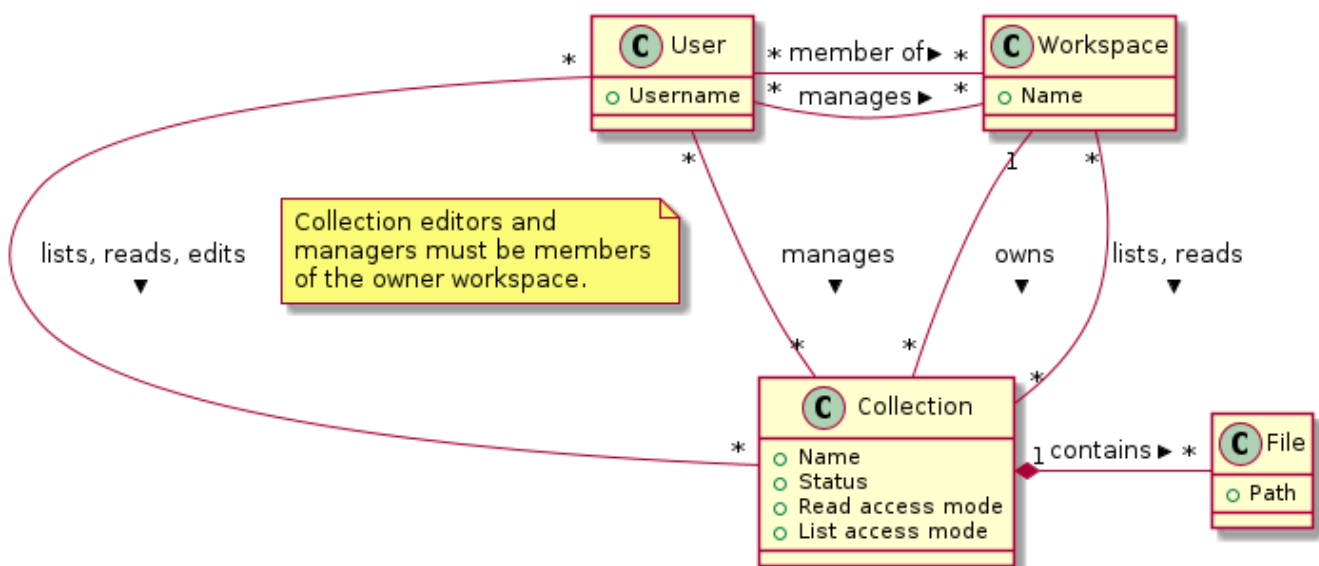 C User
Username
C Workspace
Name
* member of▶ *
* manages ▶ *
*
*
1
*
Collection editors and
managers must be members
of the owner workspace.
lists, reads, edits
▼
manages
▼
owns
▼
lists, reads
▼
*
*
*
*
C Collection
Name
Status
Read access mode
List access mode
1 contains ▶ *
C File
Path